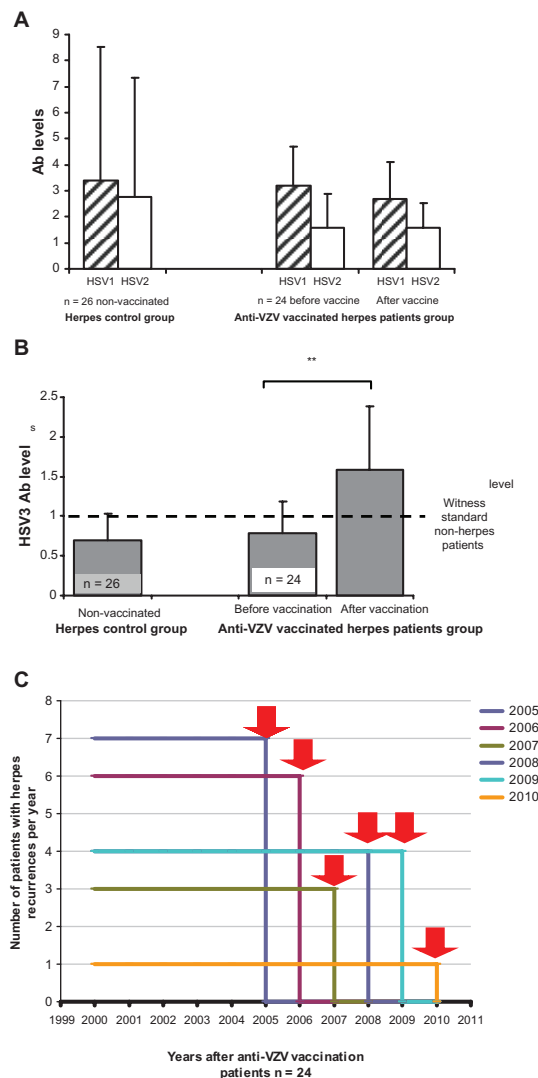 A
9
8
7
6
5
4
3
2
1
0
Ab levels
HSV1 HSV2 HSV1 HSV2 HSV1 HSV2
n = 26 non-vaccinated n = 24 before vaccine After vaccine
Herpes control group Anti-VZV vaccinated herpes patients group
B
**
2.5
2
1.5
1
0.5
0
HSV3 Ab level
s
level
Witness
standard
non-herpes
patients
n = 26
n = 24
Non-vaccinated Before vaccination After vaccination
Herpes control group Anti-VZV vaccinated herpes patients group
C
8
7
6
5
4
3
2
1
0
Number of patients with herpes
recurrences per year
2005
2006
2007
2008
2009
2010
1999 2000 2001 2002 2003 2004 2005 2006 2007 2008 2009 2010 2011
Years after anti-VZV vaccination
patients n = 24